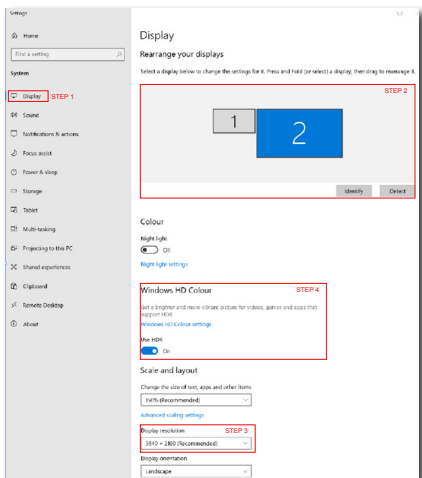 Settings
Home
Find a setting
System
Display
STEP 1
Sound
Notifications & actions
Focus assist
Power & sleep
Storage
Tablet
Multi-tasking
Projecting to this PC
Shared experiences
Clipboard
Remote Desktop
About
Display
Rearrange your displays
Select a display below to change the settings for it. Press and hold (or select) a display, then drag to rearrange it.
STEP 2
1
2
Identify
Detect
Colour
Night light
Off
Night light settings
Windows HD Colour
STEP 4
Get a brighter and more vibrant picture for videos, games and apps that
support HDR.
Windows HD Colour settings
Use HDR
On
Scale and layout
Change the size of text, apps and other items
(Recommended)
Advanced scaling settings
Display resolution
STEP 3
3840 × 2160 (Recommended)
Display orientation
Landscape